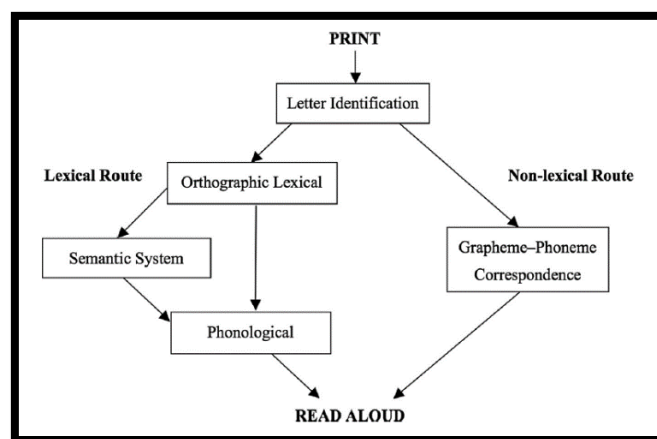 PRINT
Letter Identification
Lexical Route
Orthographic Lexical
Non-lexical Route
Semantic System
Grapheme–Phoneme
Correspondence
Phonological
READ ALOUD